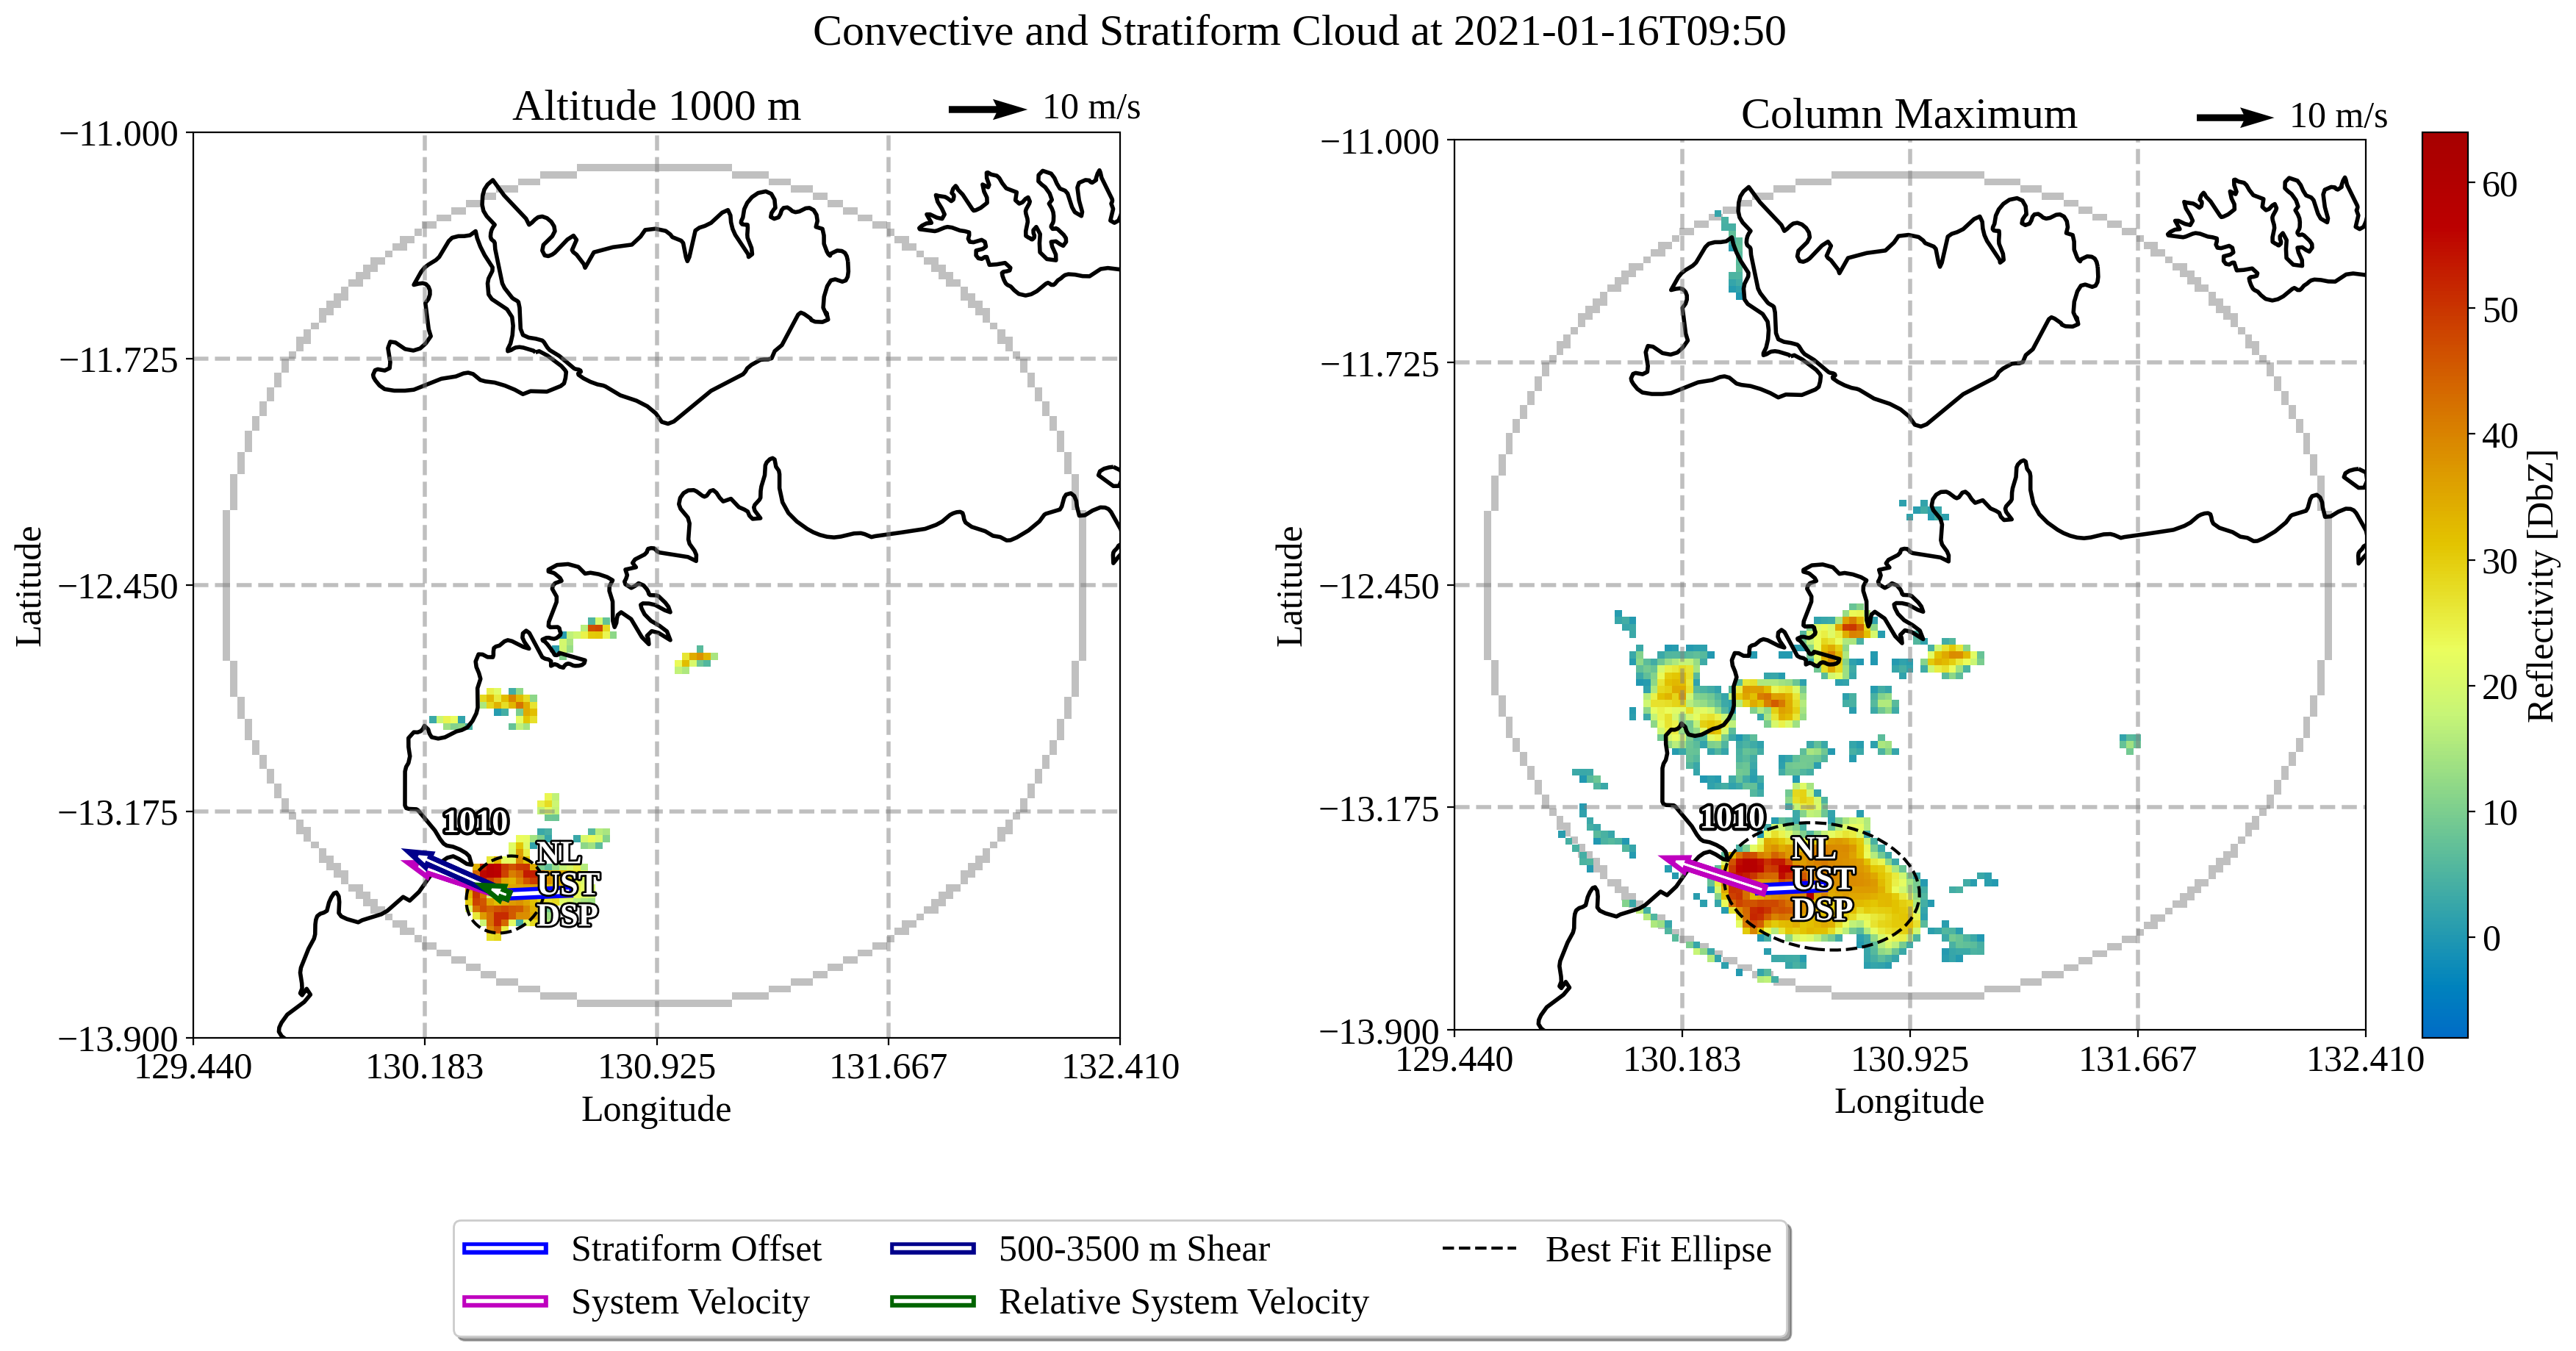 Convective and Stratiform Cloud at 2021-01-16T09:50
Altitude 1000 m
10 m/s
−11.000
−11.725
−12.450
−13.175
−13.900
Latitude
129.440
130.183
130.925
131.667
132.410
Longitude
1010
NL
UST
DSP
Column Maximum
10 m/s
−11.000
−11.725
−12.450
−13.175
−13.900
Latitude
129.440
130.183
130.925
131.667
132.410
Longitude
1010
NL
UST
DSP
60
50
40
30
20
10
0
Reflectivity [DbZ]
Stratiform Offset
System Velocity
500-3500 m Shear
Relative System Velocity
Best Fit Ellipse